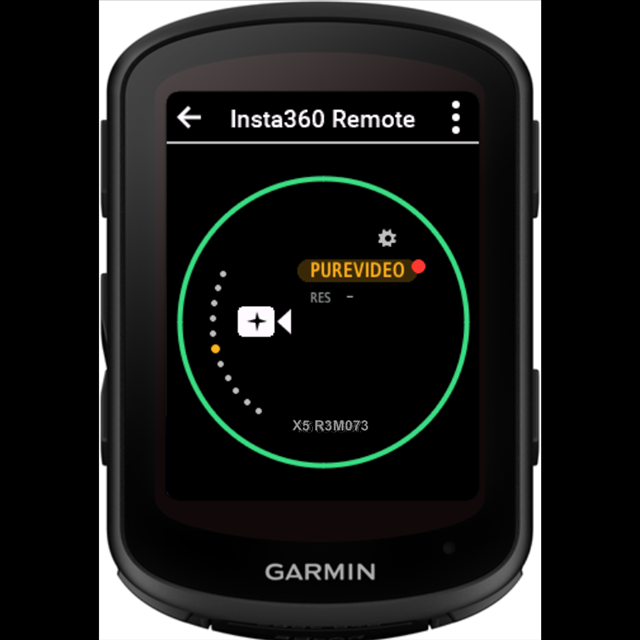 Insta360 Remote
PUREVIDEO
RES -
X5 R3M073
GARMIN